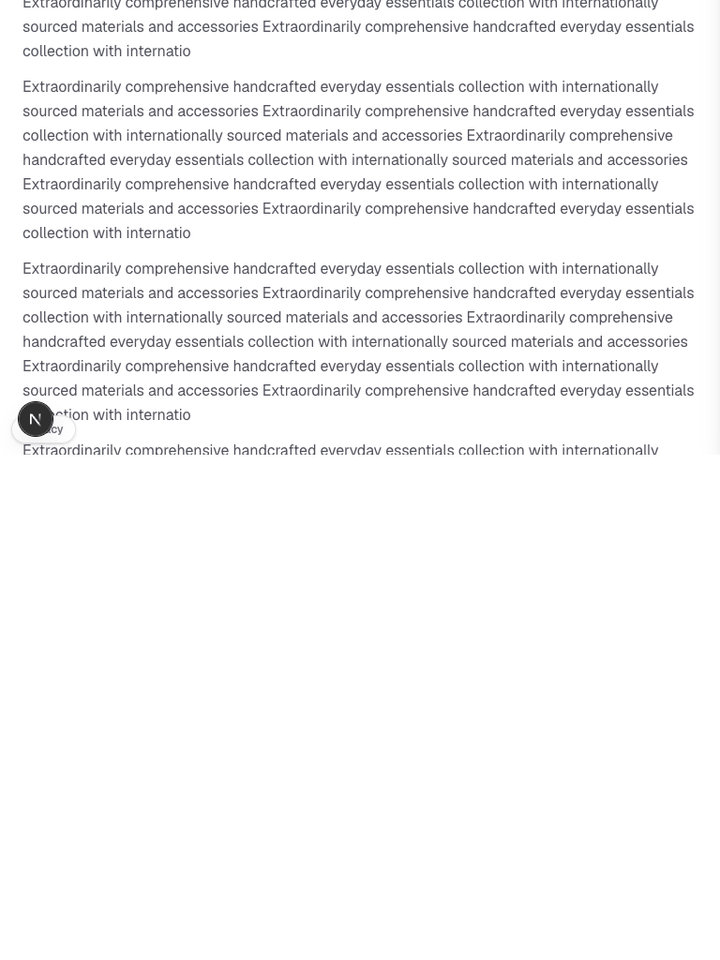 Extraordinarily comprehensive handcrafted everyday essentials collection with internationally
sourced materials and accessories Extraordinarily comprehensive handcrafted everyday essentials
collection with internatio
Extraordinarily comprehensive handcrafted everyday essentials collection with internationally
sourced materials and accessories Extraordinarily comprehensive handcrafted everyday essentials
collection with internationally sourced materials and accessories Extraordinarily comprehensive
handcrafted everyday essentials collection with internationally sourced materials and accessories
Extraordinarily comprehensive handcrafted everyday essentials collection with internationally
sourced materials and accessories Extraordinarily comprehensive handcrafted everyday essentials
collection with internatio
Extraordinarily comprehensive handcrafted everyday essentials collection with internationally
sourced materials and accessories Extraordinarily comprehensive handcrafted everyday essentials
collection with internationally sourced materials and accessories Extraordinarily comprehensive
handcrafted everyday essentials collection with internationally sourced materials and accessories
Extraordinarily comprehensive handcrafted everyday essentials collection with internationally
sourced materials and accessories Extraordinarily comprehensive handcrafted everyday essentials
with internatio
N
Extraordinarily comprehensive handcrafted everyday essentials collection with internationally